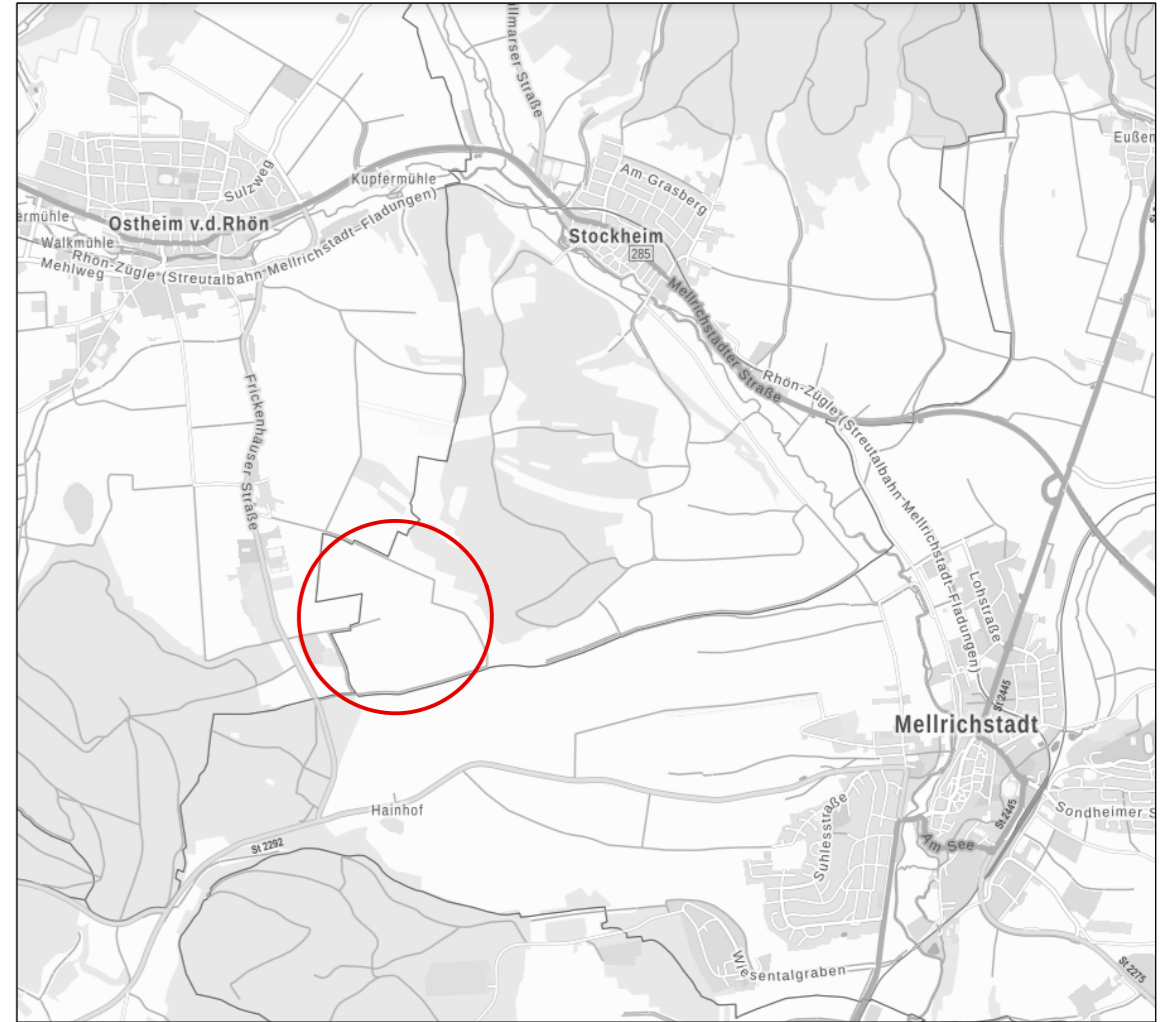 llmarser Straße
Eußen
Sulzweg
Kupfermühle
Am Grasberg
ermühle
Ostheim v.d.Rhön
Stockheim
Walkmühle
285
Rhön-Zügle (Streutalbahn Mellrichstadt–Fladungen)
Mehlweg
Mellrichstädter Straße
Rhön-Zügle (Streutalbahn-Mellrichstadt–Fladungen)
Frickenhäuser Straße
Lohstraße
St 2445
Mellrichstadt
Hainhof
Suhlesstraße
St 2445
Sondheimer S
St 2292
Am See
Wiesentalgraben
St 2275